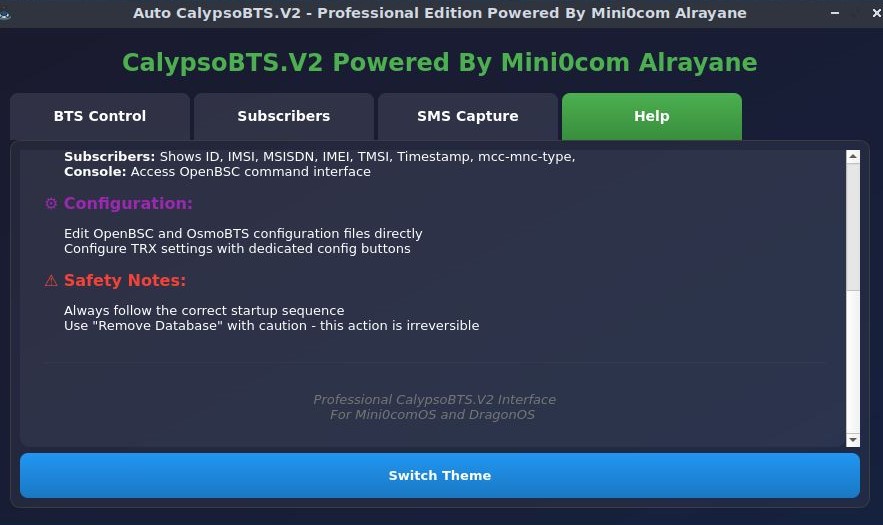 Auto CalypsoBTS.V2 - Professional Edition Powered By Mini0com Alrayane
CalypsoBTS.V2 Powered By Mini0com Alrayane
BTS Control
Subscribers
SMS Capture
Help
Subscribers: Shows ID, IMSI, MSISDN, IMEI, TMSI, Timestamp, mcc-mnc-type,
Console: Access OpenBSC command interface
⚙ Configuration:
Edit OpenBSC and OsmoBTS configuration files directly
Configure TRX settings with dedicated config buttons
⚠ Safety Notes:
Always follow the correct startup sequence
Use "Remove Database" with caution - this action is irreversible
Professional CalypsoBTS.V2 Interface
For Mini0comOS and DragonOS
Switch Theme